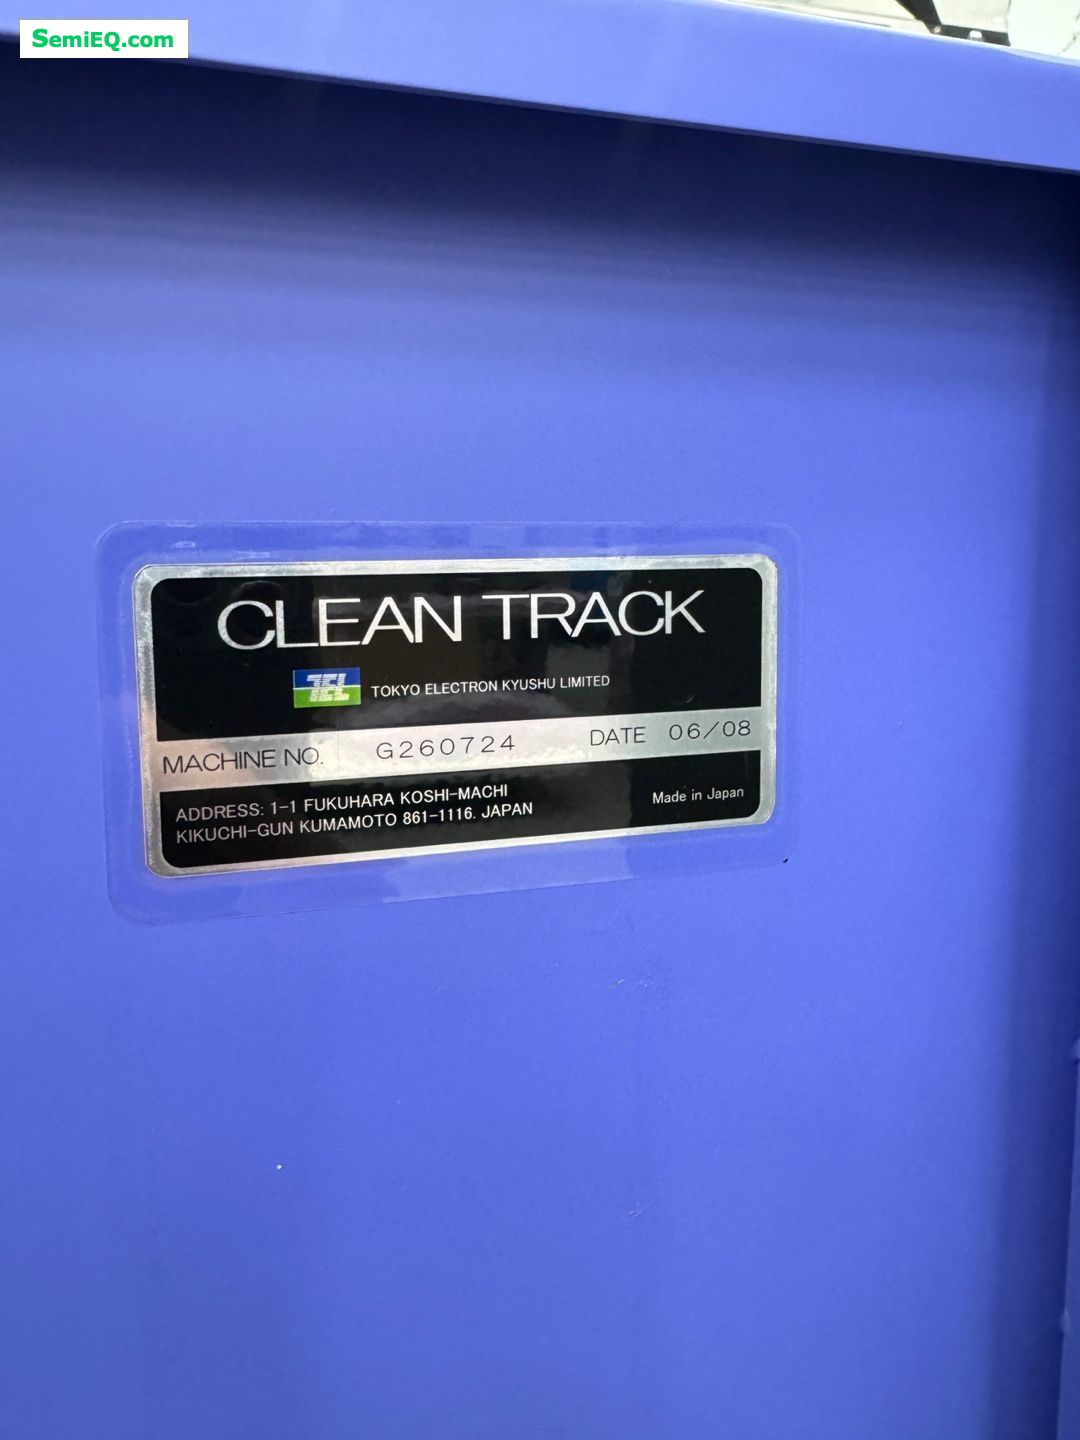 SemiEQ.com
CLEAN TRACK
TEL TOKYO ELECTRON KYUSHU LIMITED
MACHINE NO. G260724 DATE 06/08
ADDRESS: 1-1 FUKUHARA KOSHI-MACHI
KIKUCHI-GUN KUMAMOTO 861-1116. JAPAN
Made in Japan